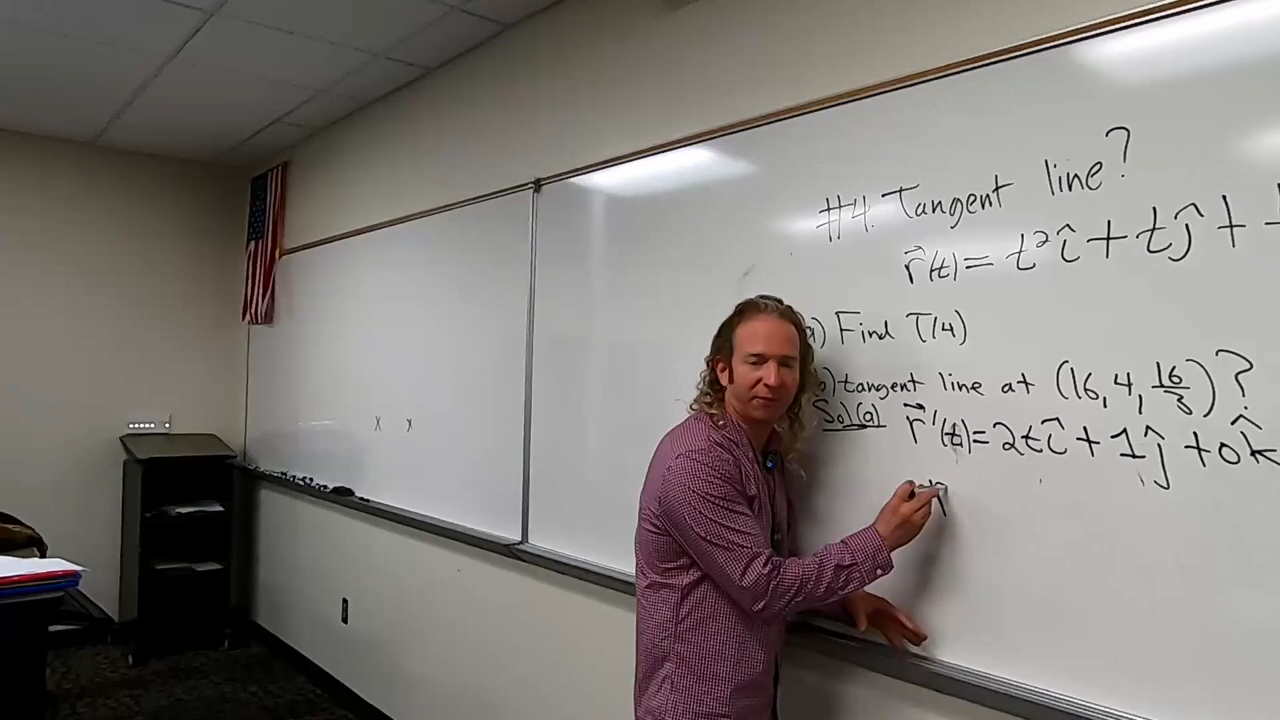 #4. Tangent line?
r⃗(t) = t²î + tĵ +
a) Find T(4)
b) tangent line at (16, 4, 16/3)?
Sol(a) r⃗'(t) = 2tî + 1ĵ + 0k̂
r
x x